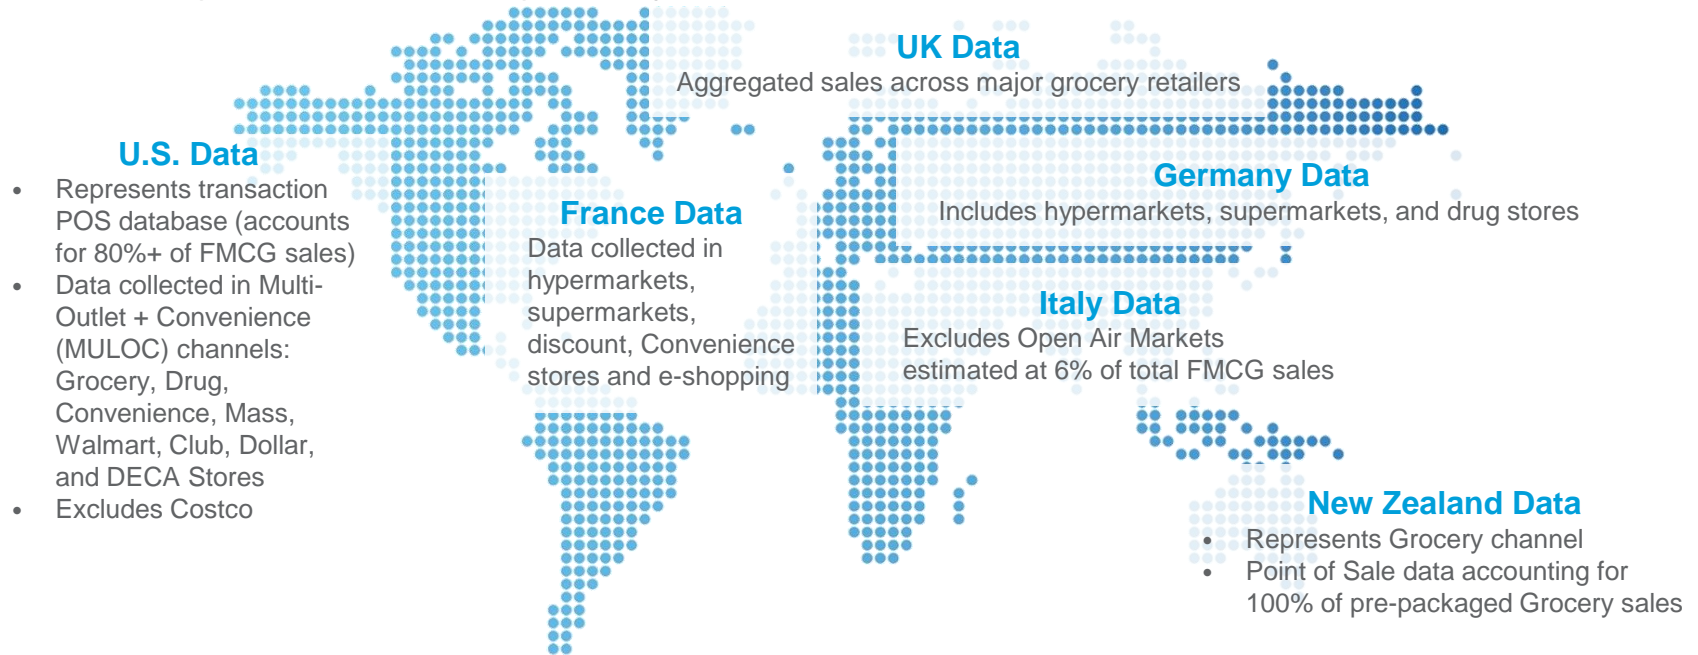 UK Data
Aggregated sales across major grocery retailers
U.S. Data
• Represents transaction
POS database (accounts
for 80%+ of FMCG sales)
• Data collected in Multi-
Outlet + Convenience
(MULOC) channels:
Grocery, Drug,
Convenience, Mass,
Walmart, Club, Dollar,
and DECA Stores
• Excludes Costco
France Data
Data collected in
hypermarkets,
supermarkets,
discount, Convenience
stores and e-shopping
Germany Data
Includes hypermarkets, supermarkets, and drug stores
Italy Data
Excludes Open Air Markets
estimated at 6% of total FMCG sales
New Zealand Data
• Represents Grocery channel
• Point of Sale data accounting for
100% of pre-packaged Grocery sales